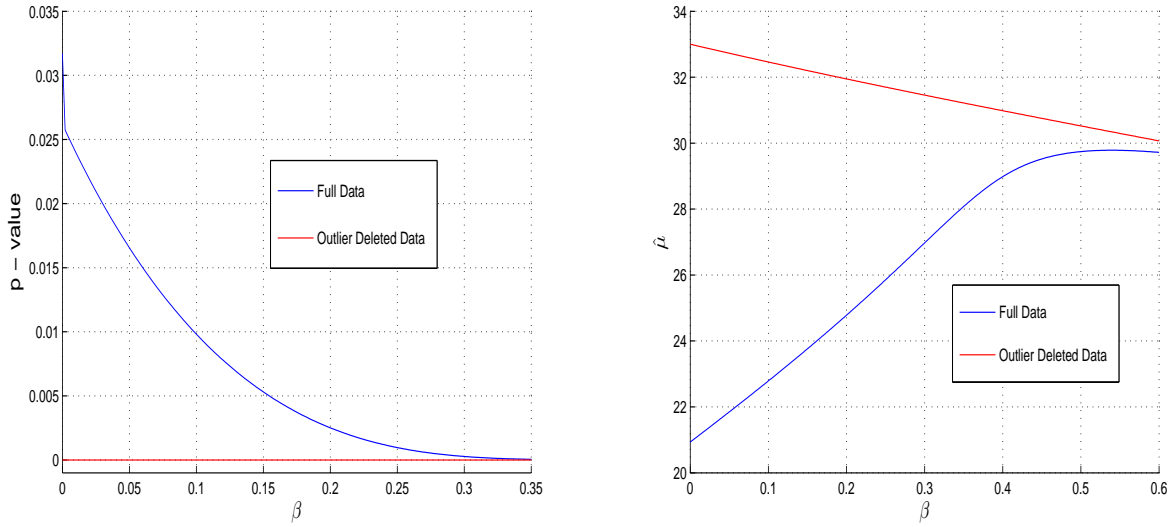 0.035
0.03
0.025
0.02
0.015
0.01
0.005
0
p − value
0 0.05 0.1 0.15 0.2 0.25 0.3 0.35
β
Full Data
Outlier Deleted Data
34
32
30
28
26
24
22
20
μ̂
0 0.1 0.2 0.3 0.4 0.5 0.6
β
Full Data
Outlier Deleted Data